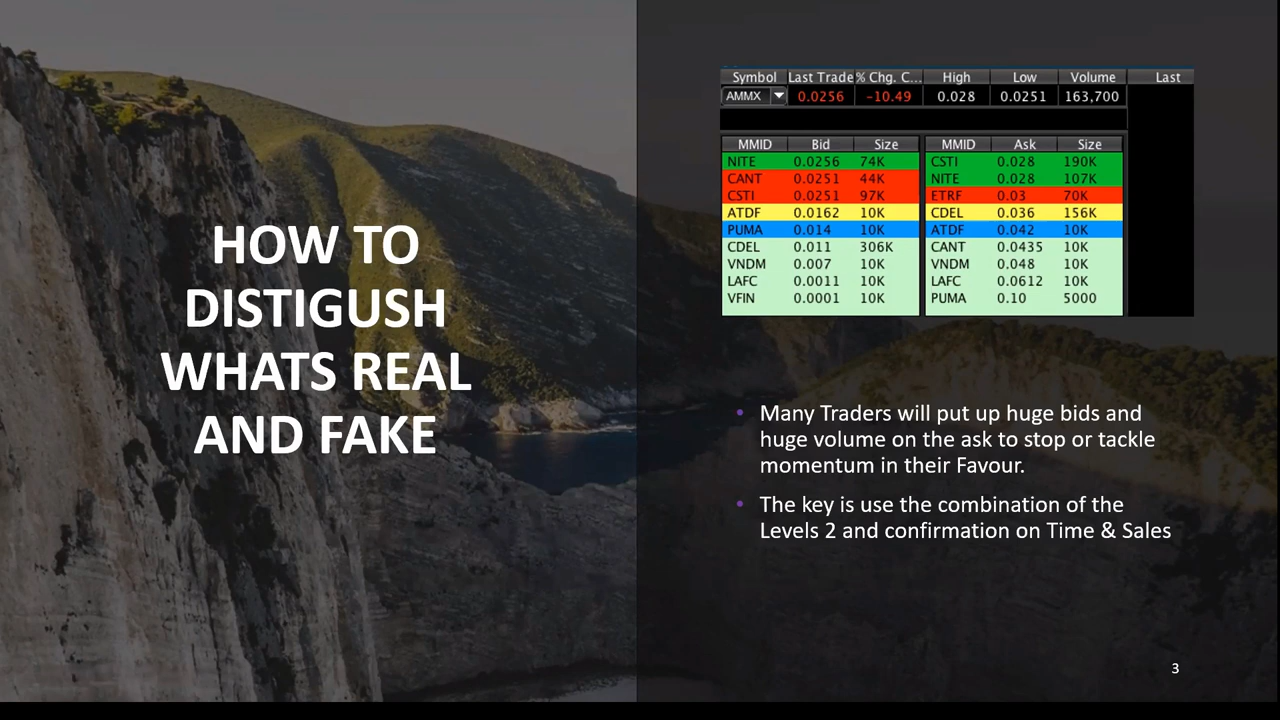 HOW TO
DISTIGUSH
WHATS REAL
AND FAKE
Symbol Last Trade % Chg. C... High Low Volume Last
AMMX 0.0256 -10.49 0.028 0.0251 163,700
MMID Bid Size MMID Ask Size
NITE 0.0256 74K CSTI 0.028 190K
CANT 0.0251 44K NITE 0.028 107K
CSTI 0.0251 97K ETRF 0.03 70K
ATDF 0.0162 10K CDEL 0.036 156K
PUMA 0.014 10K ATDF 0.042 10K
CDEL 0.011 306K CANT 0.0435 10K
VNDM 0.007 10K VNDM 0.048 10K
LAFC 0.0011 10K LAFC 0.0612 10K
VFIN 0.0001 10K PUMA 0.10 5000
• Many Traders will put up huge bids and
huge volume on the ask to stop or tackle
momentum in their Favour.
• The key is use the combination of the
Levels 2 and confirmation on Time & Sales
3